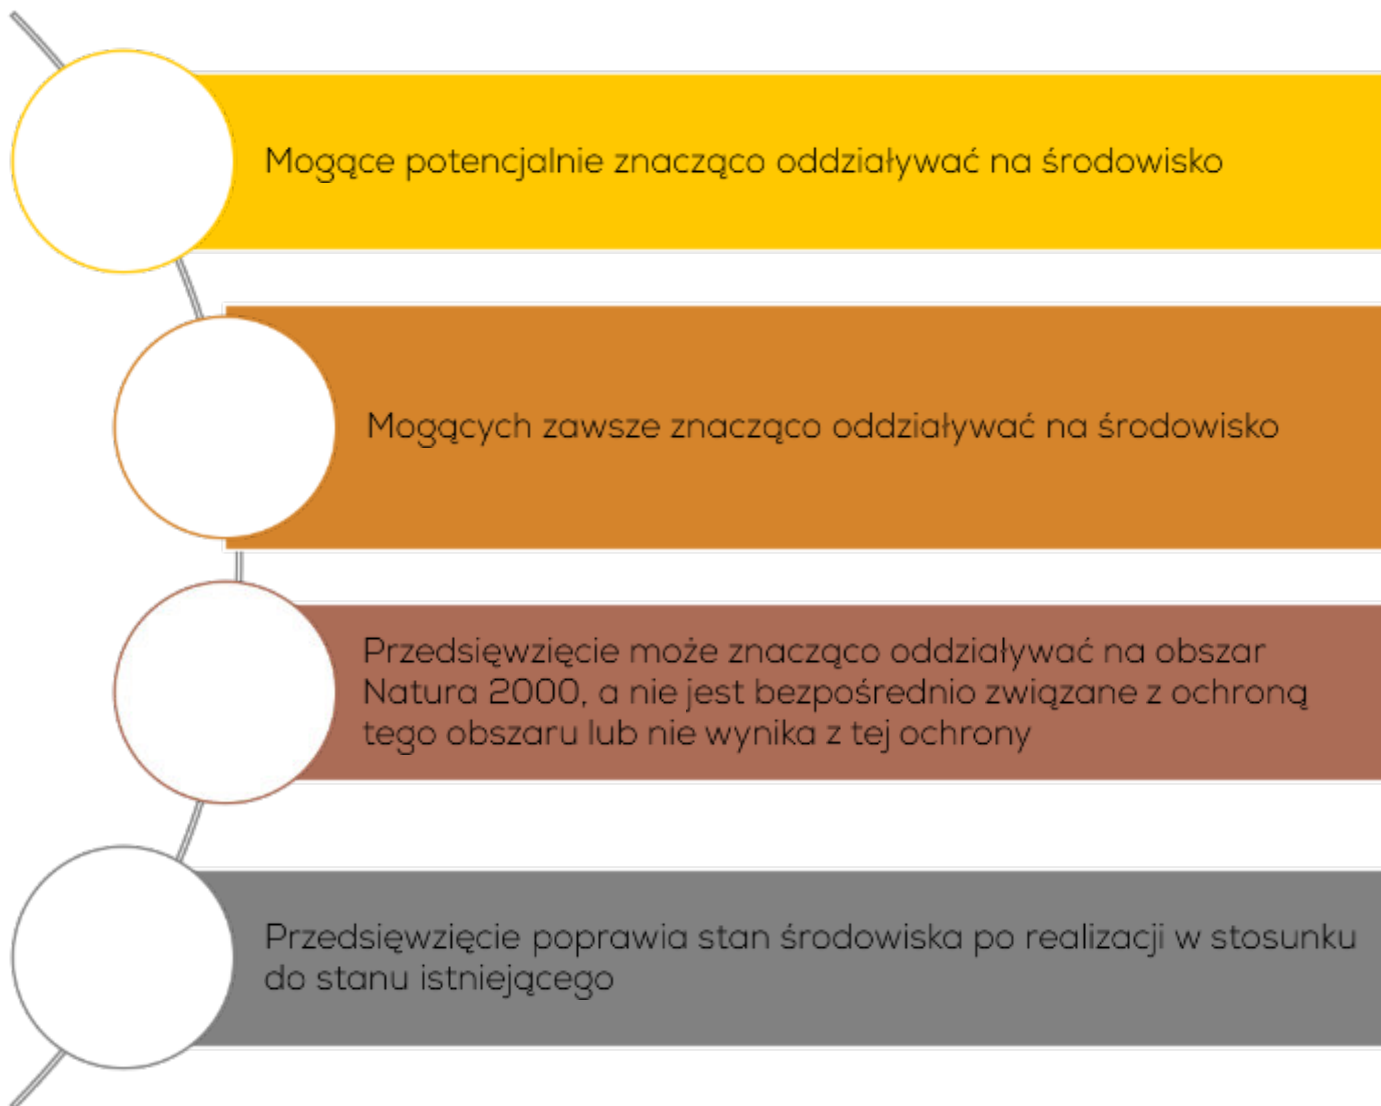 Mogące potencjalnie znacząco oddziaływać na środowisko
Mogących zawsze znacząco oddziaływać na środowisko
Przedsięwzięcie może znacząco oddziaływać na obszar
Natura 2000, a nie jest bezpośrednio związane z ochroną
tego obszaru lub nie wynika z tej ochrony
Przedsięwzięcie poprawia stan środowiska po realizacji w stosunku
do stanu istniejącego